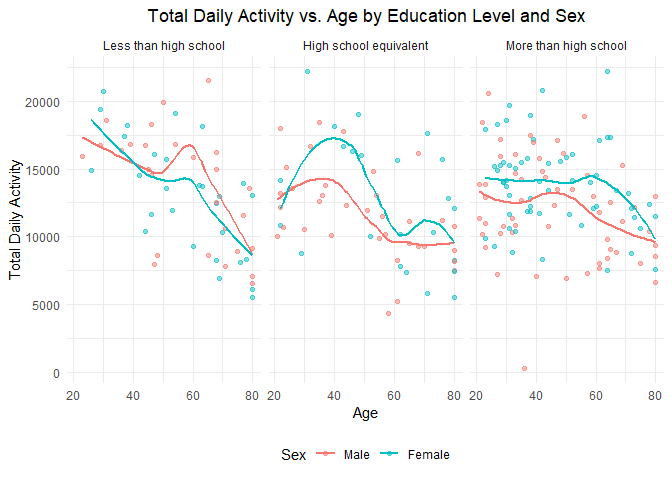 Total Daily Activity vs. Age by Education Level and Sex
Less than high school
High school equivalent
More than high school
Total Daily Activity
20000
15000
10000
5000
0
20 40 60 80
20 40 60 80
20 40 60 80
Age
Sex Male Female